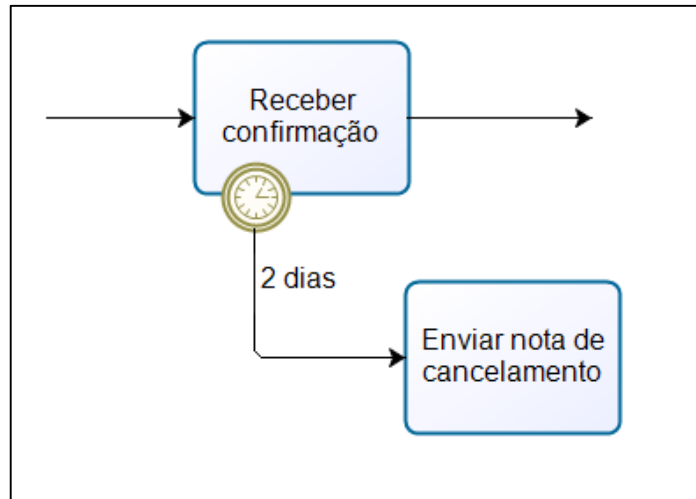 Receber
confirmação
2 dias
Enviar nota de
cancelamento